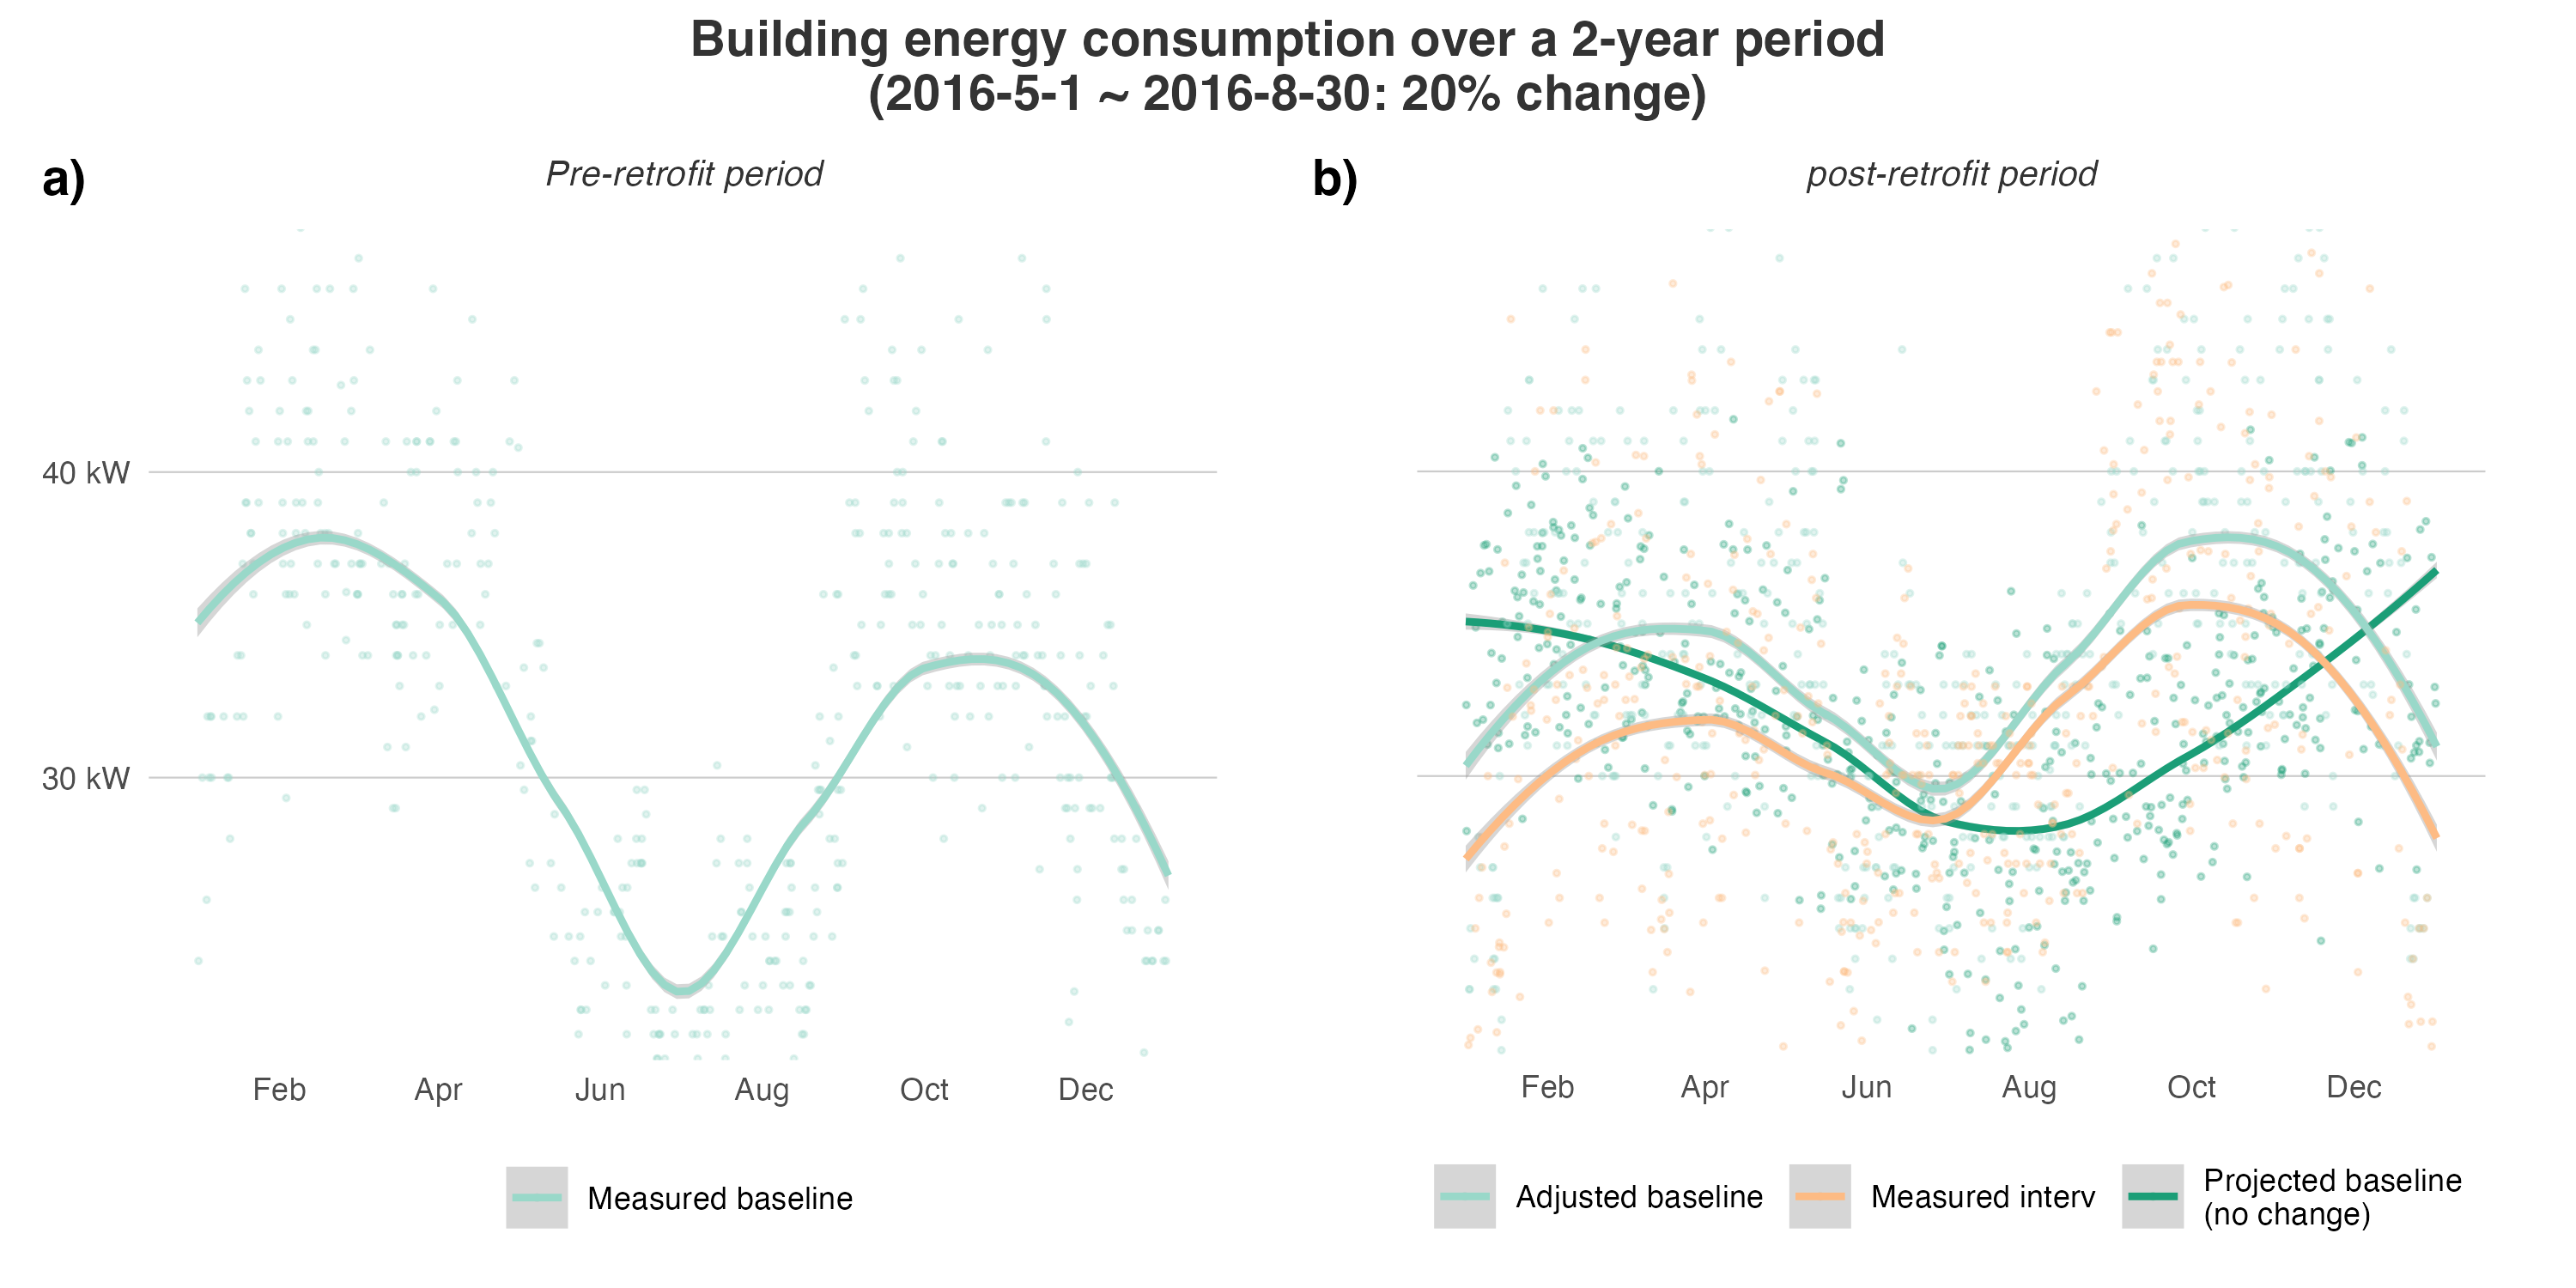 Building energy consumption over a 2-year period
(2016-5-1 ~ 2016-8-30: 20% change)
a)
Pre-retrofit period
40 kW
30 kW
Feb Apr Jun Aug Oct Dec
Measured baseline
b)
post-retrofit period
Feb Apr Jun Aug Oct Dec
Adjusted baseline
Measured interv
Projected baseline
(no change)